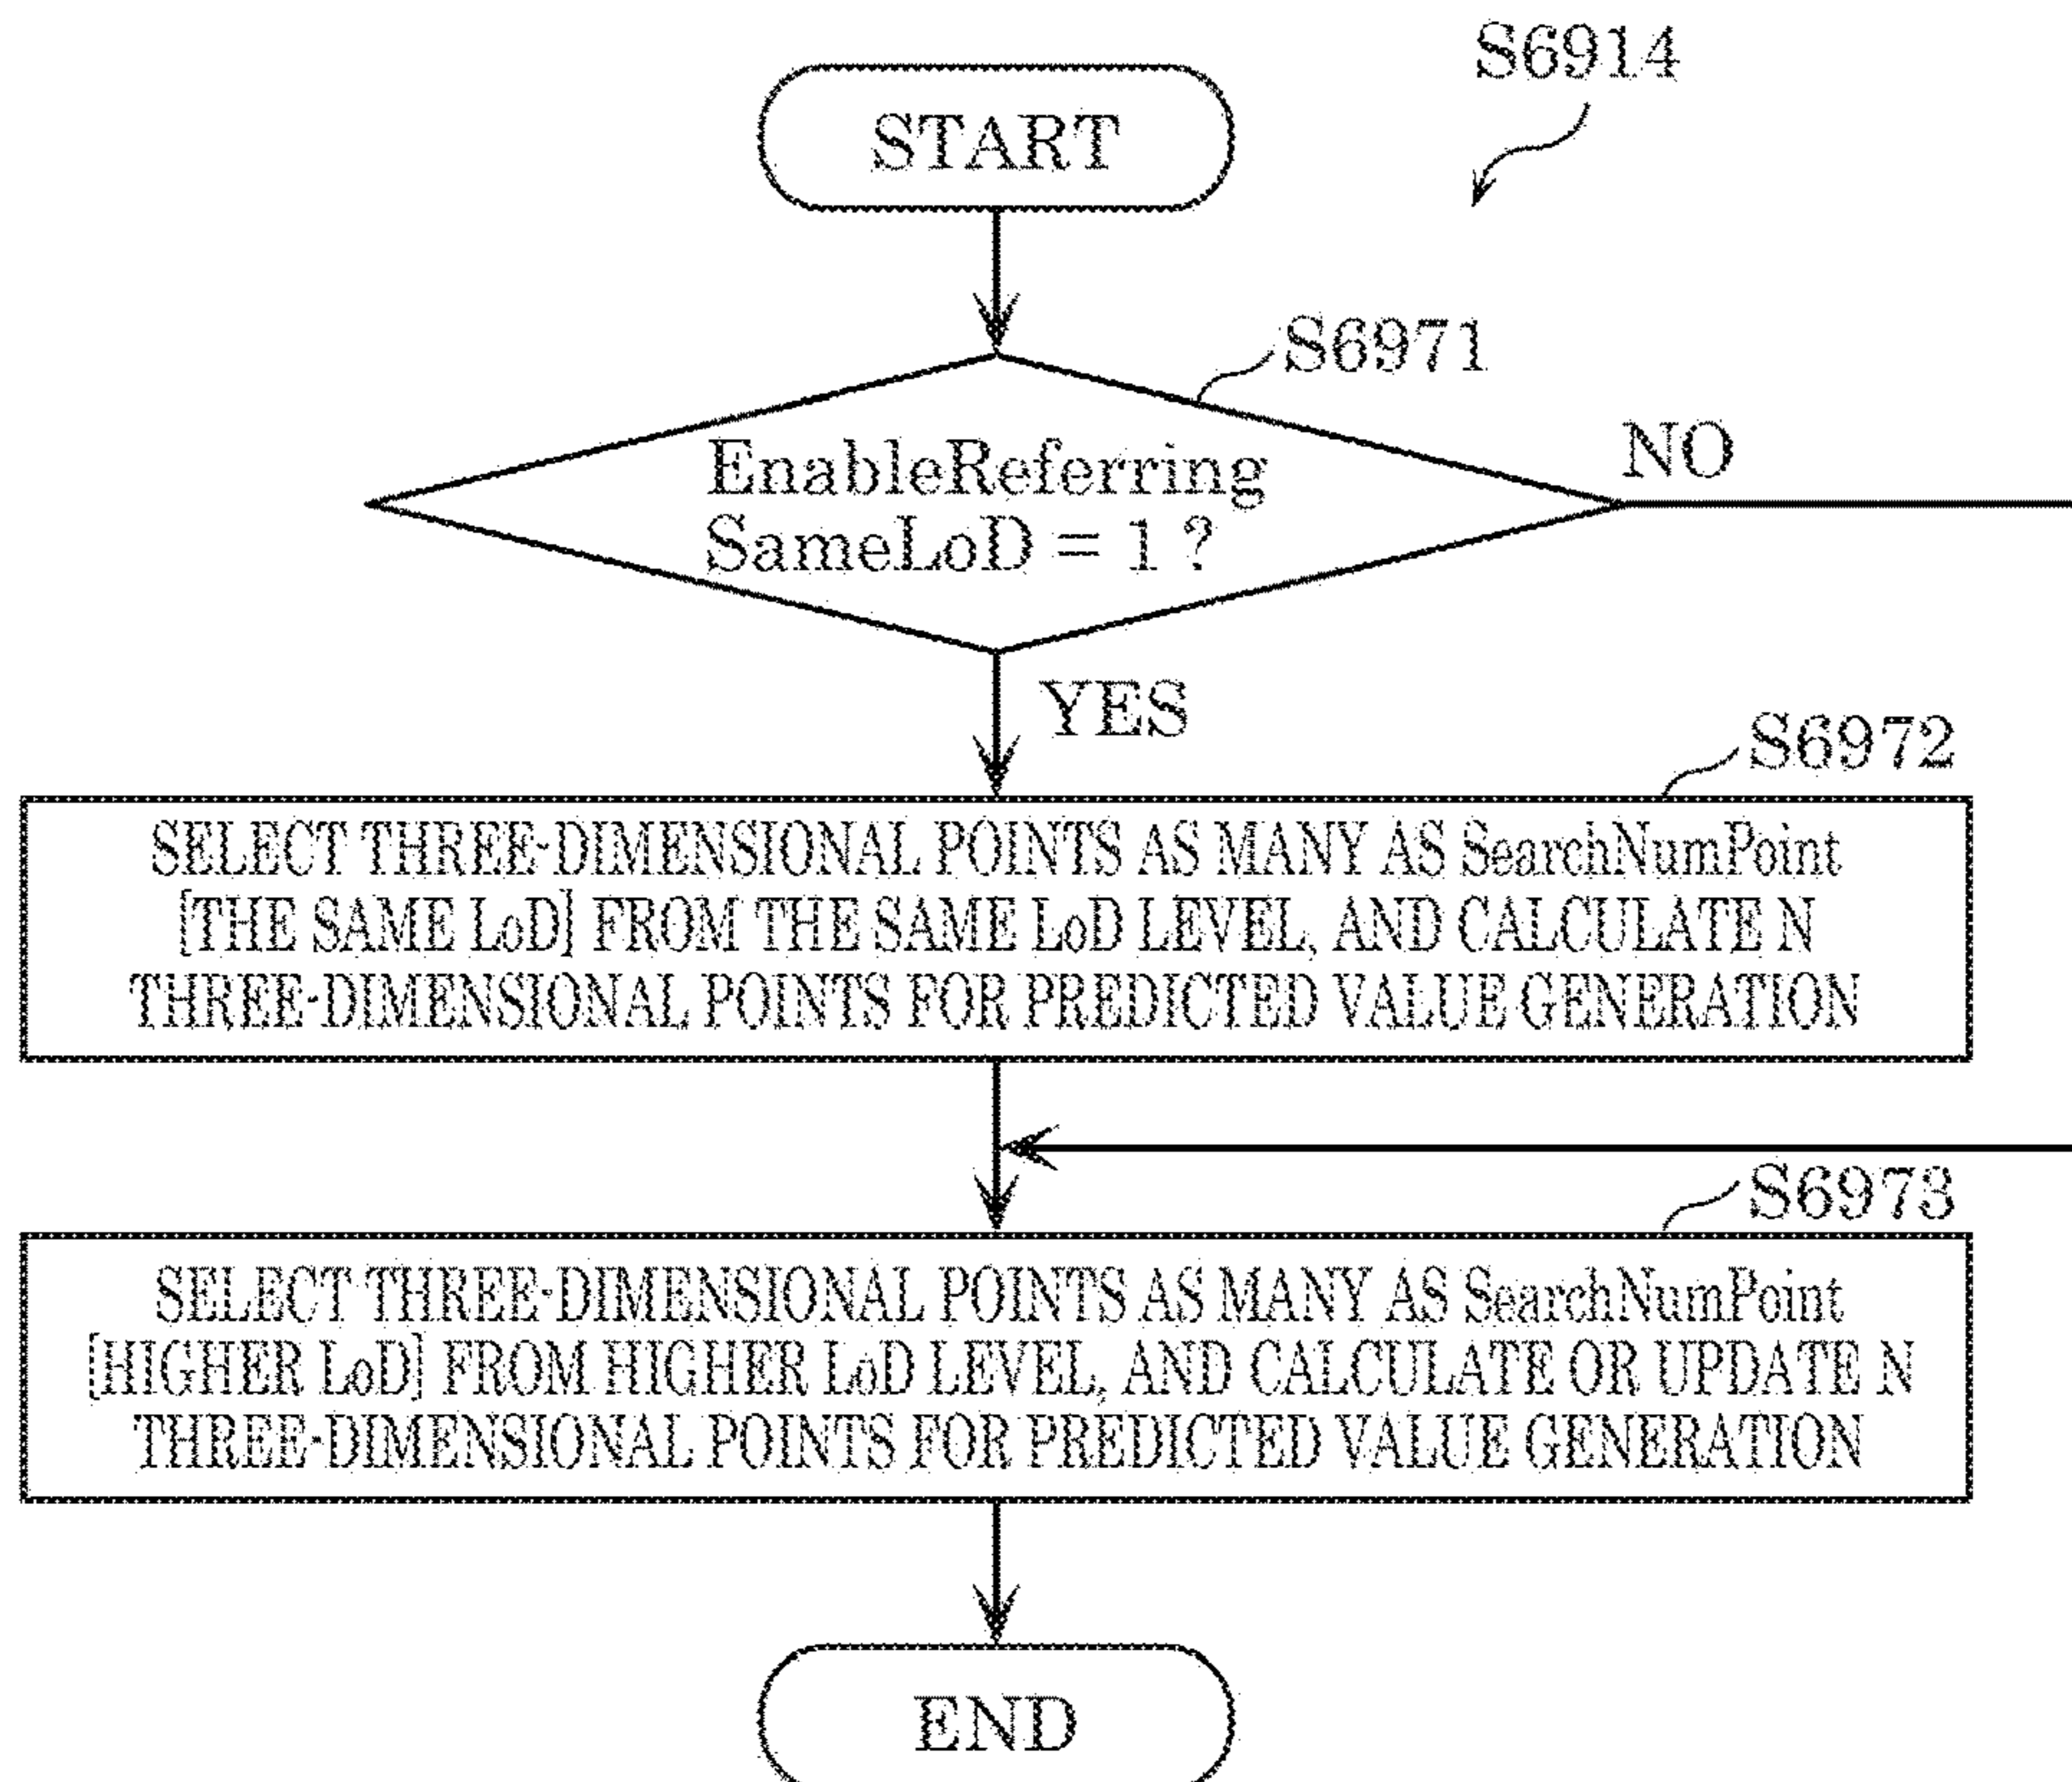 S6914
START
S6971
EnableReferring
SameLoD = 1 ?
NO
YES
S6972
SELECT THREE-DIMENSIONAL POINTS AS MANY AS SearchNumPoint
[THE SAME LoD] FROM THE SAME LoD LEVEL, AND CALCULATE N
THREE-DIMENSIONAL POINTS FOR PREDICTED VALUE GENERATION
S6973
SELECT THREE-DIMENSIONAL POINTS AS MANY AS SearchNumPoint
[HIGHER LoD] FROM HIGHER LoD LEVEL, AND CALCULATE OR UPDATE N
THREE-DIMENSIONAL POINTS FOR PREDICTED VALUE GENERATION
END